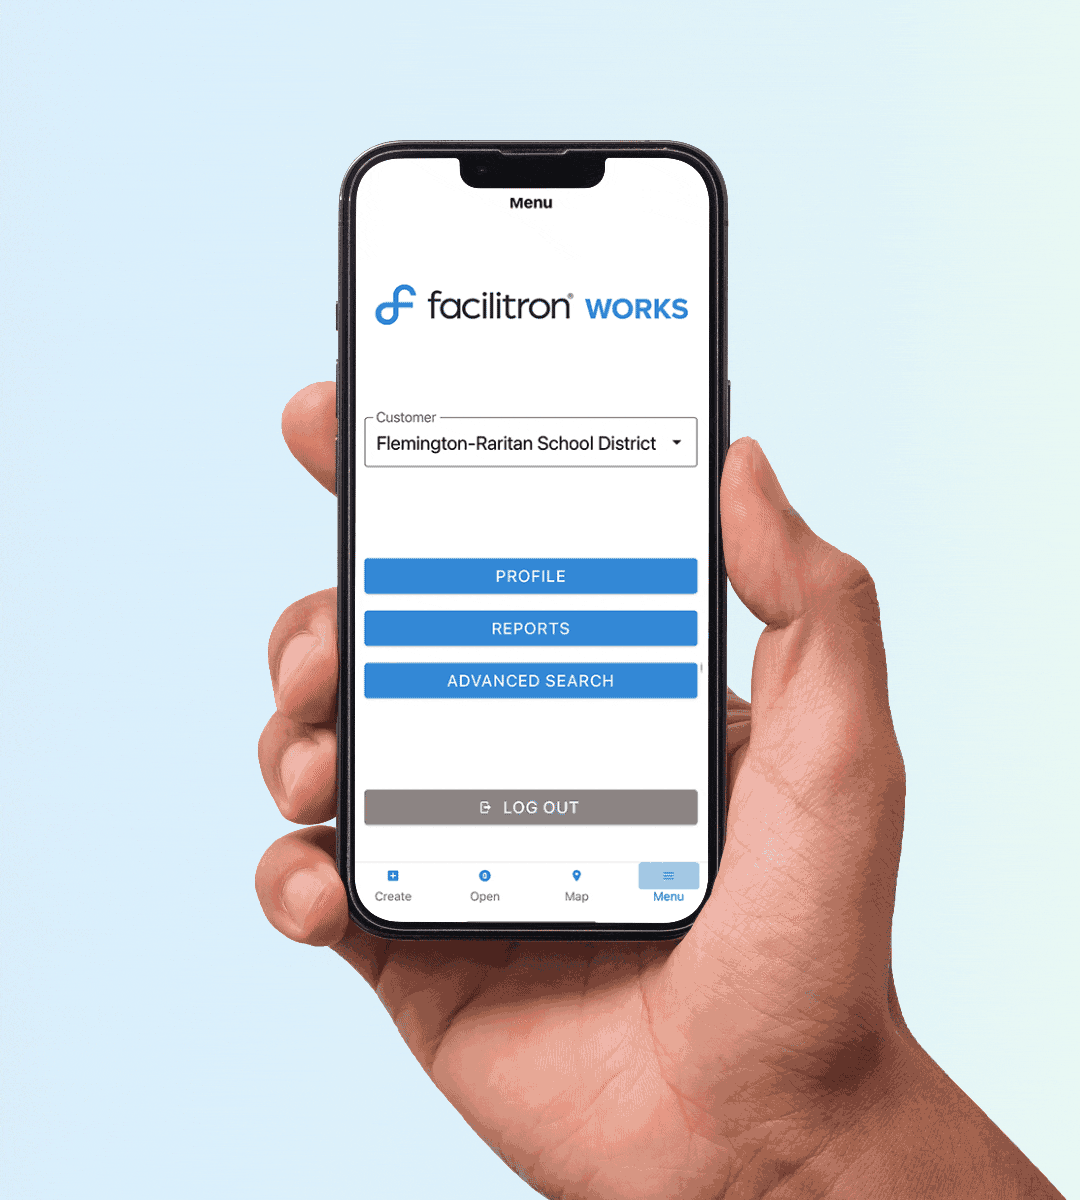 Menu
facilitron® WORKS
Customer
Flemington-Raritan School District
PROFILE
REPORTS
ADVANCED SEARCH
LOG OUT
Create
Open
Map
Menu